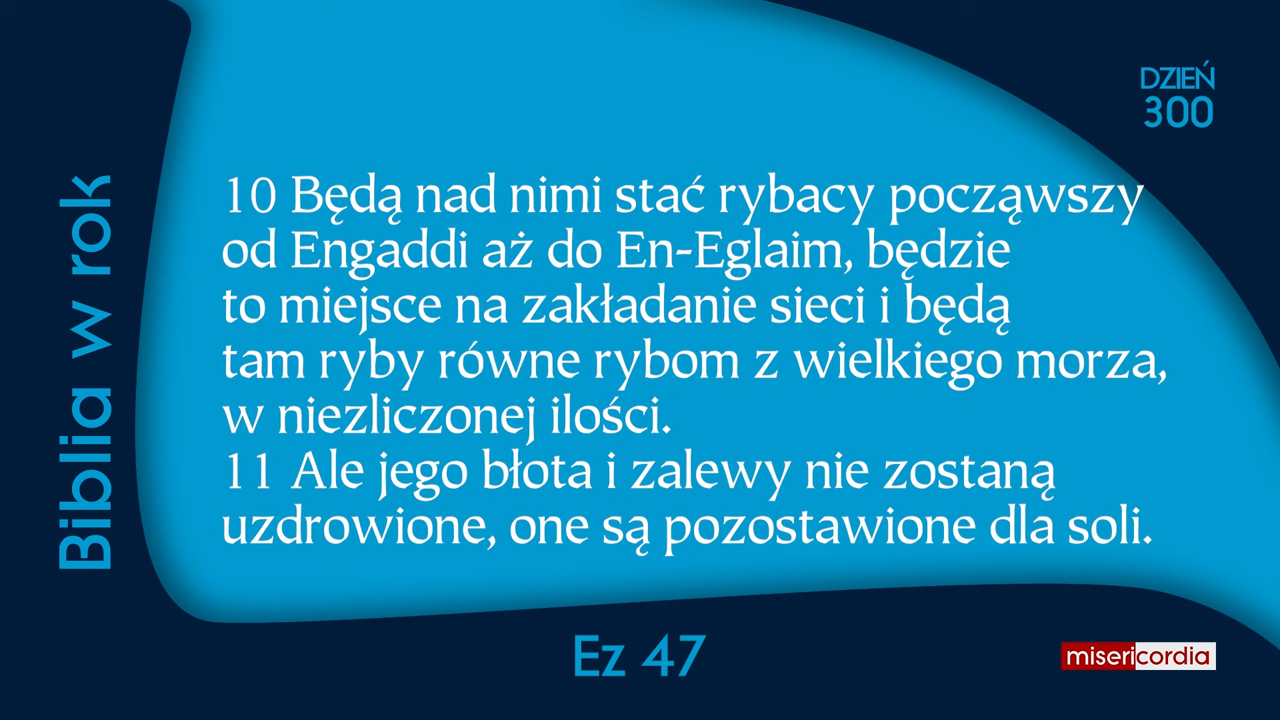 DZIEŃ
300
Biblia w rok
10 Będą nad nimi stać rybacy począwszy
od Engaddi aż do En-Eglaim, będzie
to miejsce na zakładanie sieci i będą
tam ryby równe rybom z wielkiego morza,
w niezliczonej ilości.
11 Ale jego błota i zalewy nie zostaną
uzdrowione, one są pozostawione dla soli.
Ez 47
misericordia